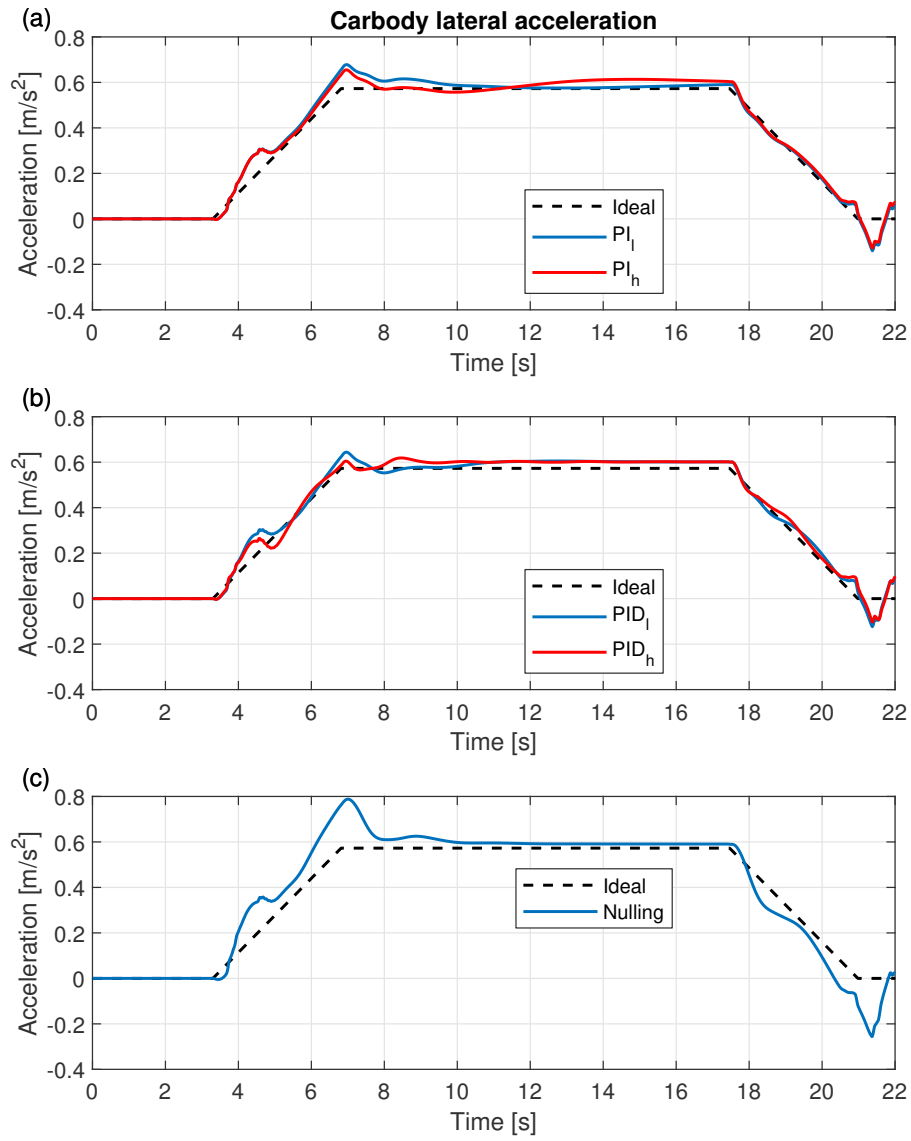 (a)
Carbody lateral acceleration
0.8
0.6
0.4
0.2
0
-0.2
-0.4
Acceleration [m/s²]
Ideal
PI_l
PI_h
0 2 4 6 8 10 12 14 16 18 20 22
Time [s]
(b)
0.8
0.6
0.4
0.2
0
-0.2
-0.4
Acceleration [m/s²]
Ideal
PID_l
PID_h
0 2 4 6 8 10 12 14 16 18 20 22
Time [s]
(c)
0.8
0.6
0.4
0.2
0
-0.2
-0.4
Acceleration [m/s²]
Ideal
Nulling
0 2 4 6 8 10 12 14 16 18 20 22
Time [s]